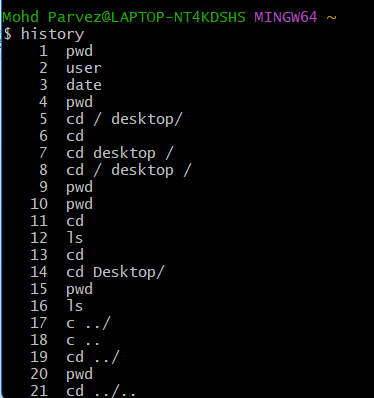 Mohd Parvez@LAPTOP-NT4KDSHS MINGW64 ~
$ history
1 pwd
2 user
3 date
4 pwd
5 cd / desktop/
6 cd
7 cd desktop /
8 cd / desktop /
9 pwd
10 pwd
11 cd
12 ls
13 cd
14 cd Desktop/
15 pwd
16 ls
17 c ../
18 c ..
19 cd ../
20 pwd
21 cd ../..